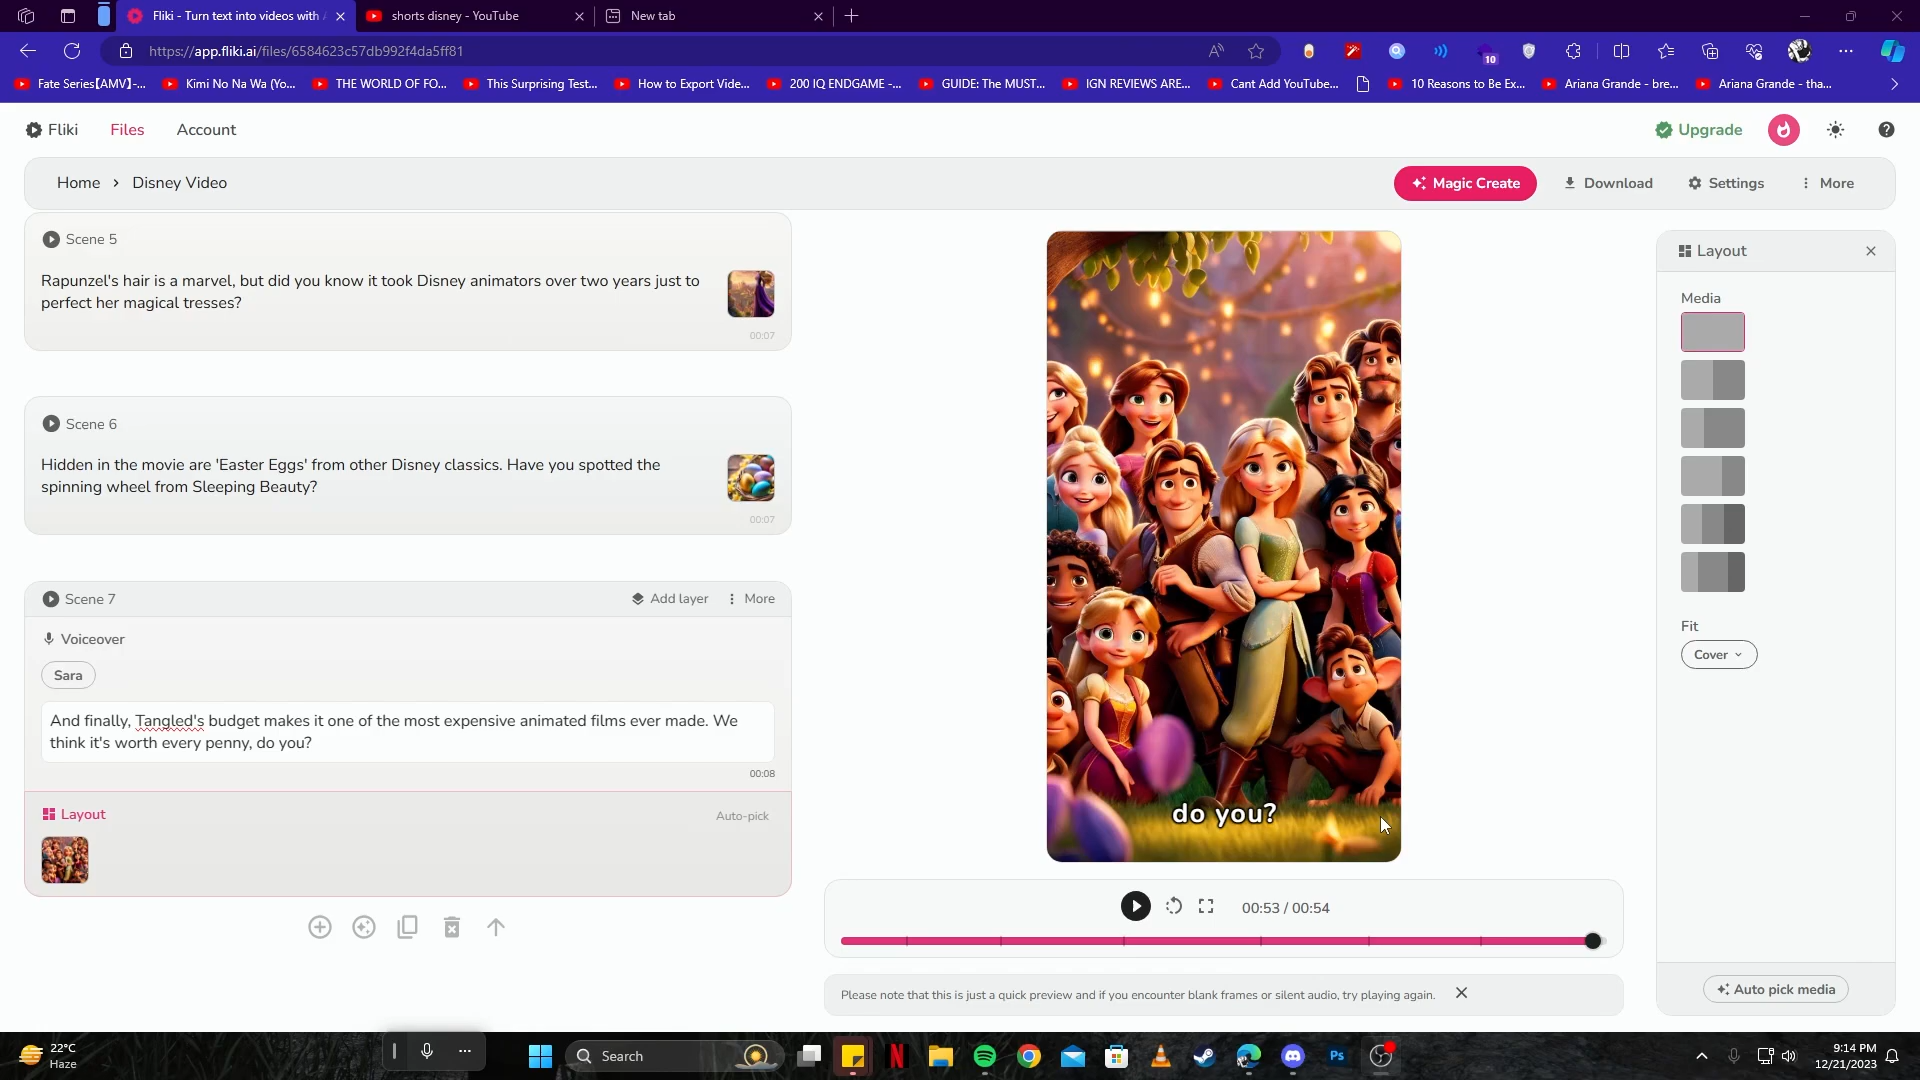 Fliki - Turn text into videos with
shorts disney - YouTube
New tab
https://app.fliki.ai/files/6584623c57db992f4da5ff81
10
Fate Series【AMV】-...
Kimi No Na Wa (Yo...
THE WORLD OF FO...
This Surprising Test...
How to Export Vide...
200 IQ ENDGAME -...
GUIDE: The MUST...
IGN REVIEWS ARE...
Cant Add YouTube...
10 Reasons to Be Ex...
Ariana Grande - bre...
Ariana Grande - tha...
Fliki
Files
Account
Upgrade
Home > Disney Video
Magic Create
Download
Settings
More
Scene 5
Rapunzel's hair is a marvel, but did you know it took Disney animators over two years just to
perfect her magical tresses?
00:07
Scene 6
Hidden in the movie are 'Easter Eggs' from other Disney classics. Have you spotted the
spinning wheel from Sleeping Beauty?
00:07
Scene 7
Add layer
More
Voiceover
Sara
And finally, Tangled's budget makes it one of the most expensive animated films ever made. We
think it's worth every penny, do you?
00:08
Layout
Auto-pick
do you?
00:53 / 00:54
Please note that this is just a quick preview and if you encounter blank frames or silent audio, try playing again.
Layout
Media
Fit
Cover
Auto pick media
22°C
Haze
Search
Ps
9:14 PM
12/21/2023